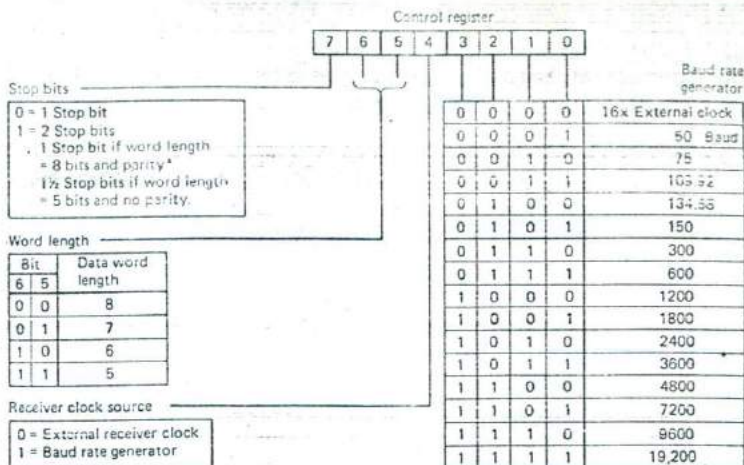 Control register
7 6 5 4 3 2 1 0
Stop bits
0 = 1 Stop bit
1 = 2 Stop bits
1 Stop bit if word length
= 8 bits and parity*
1½ Stop bits if word length
= 5 bits and no parity.
Word length
Bit Data word length
6 5
0 0 8
0 1 7
1 0 6
1 1 5
Receiver clock source
0 = External receiver clock
1 = Baud rate generator
Baud rate
generator
0 0 0 0 16x External clock
0 0 0 1 50 Baud
0 0 1 0 75
0 0 1 1 109.92
0 1 0 0 134.58
0 1 0 1 150
0 1 1 0 300
0 1 1 1 600
1 0 0 0 1200
1 0 0 1 1800
1 0 1 0 2400
1 0 1 1 3600
1 1 0 0 4800
1 1 0 1 7200
1 1 1 0 9600
1 1 1 1 19,200